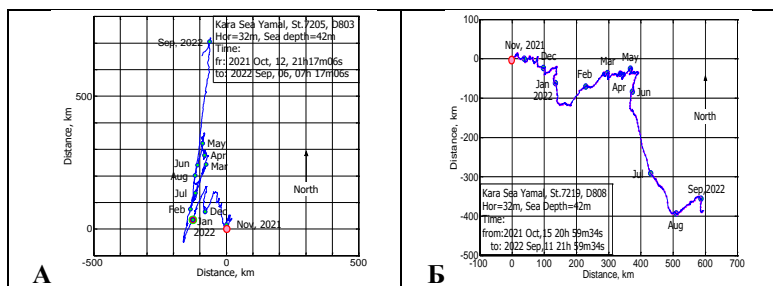 Kara Sea Yamal, St.7205, D803
Hor=32m, Sea depth=42m
Time:
fr: 2021 Oct, 12, 21h17m06s
to: 2022 Sep, 06, 07h 17m06s
Sep, 2022
500
0
-500
0
500
May
Apr
Mar
Jun
Aug
Jul
Feb
Jan
2022
Dec
Nov, 2021
North
Distance, km
Distance, km
А
100
0
-100
-200
-300
-400
-500
-100
0
100
200
300
400
500
600
700
Nov, 2021
Dec
Jan
2022
Feb
Mar
Apr
May
Jun
Jul
Aug
Sep,2022
North
Kara Sea Yamal, St.7219, D808
Hor=32m, Sea Depth=42m
Time:
from:2021 Oct,15 20h 59m34s
to: 2022 Sep,11 21h 59m34s
Distance, km
Distance, km
Б